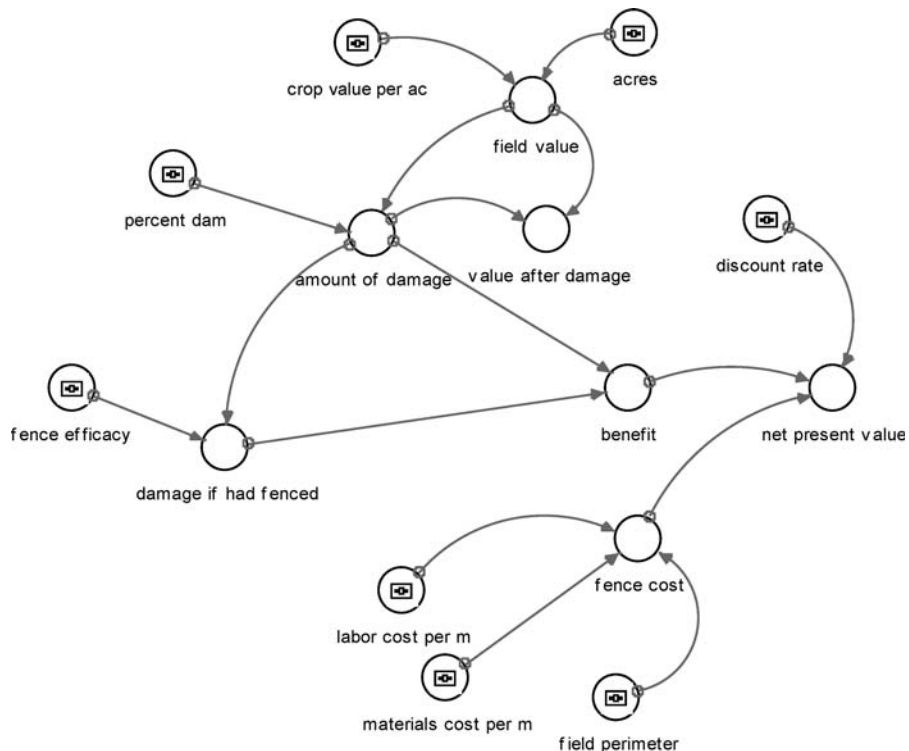 crop value per ac
acres
field value
percent dam
amount of damage
value after damage
discount rate
fence efficacy
damage if had fenced
benefit
net present value
fence cost
labor cost per m
materials cost per m
field perimeter